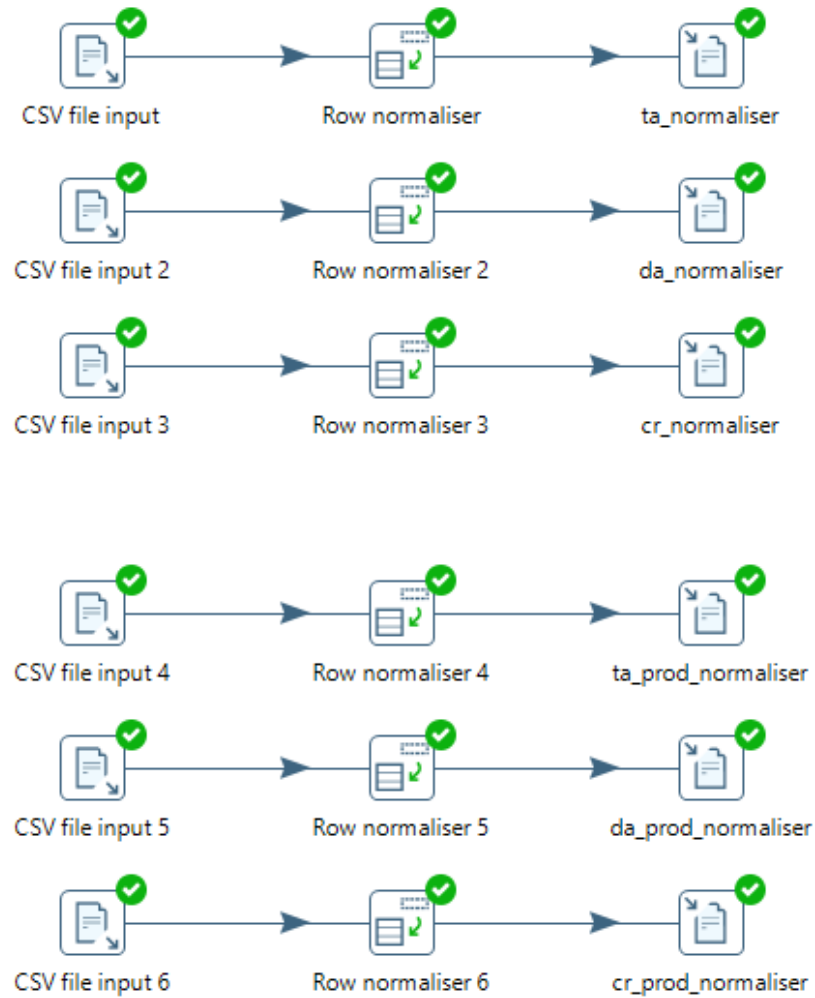 CSV file input
Row normaliser
ta_normaliser
CSV file input 2
Row normaliser 2
da_normaliser
CSV file input 3
Row normaliser 3
cr_normaliser
CSV file input 4
Row normaliser 4
ta_prod_normaliser
CSV file input 5
Row normaliser 5
da_prod_normaliser
CSV file input 6
Row normaliser 6
cr_prod_normaliser